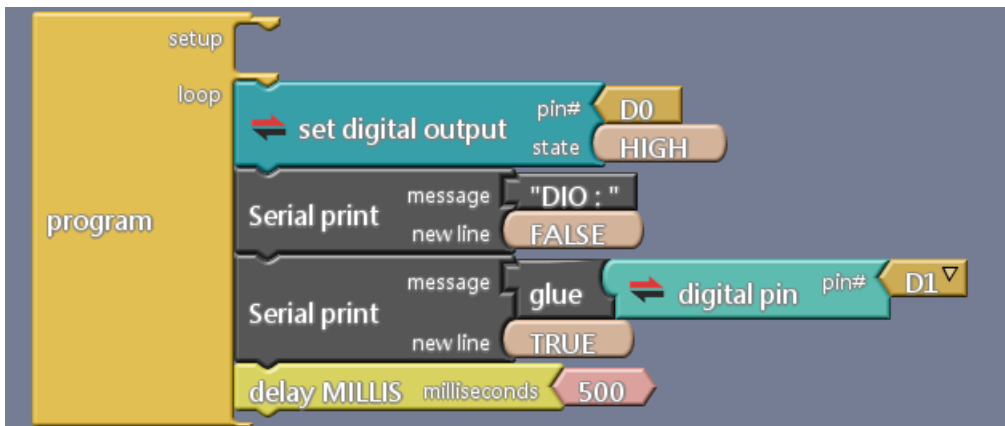 setup
loop
program
set digital output pin# D0
state HIGH
Serial print message "DIO : "
new line FALSE
Serial print message glue digital pin pin# D1
new line TRUE
delay MILLIS milliseconds 500